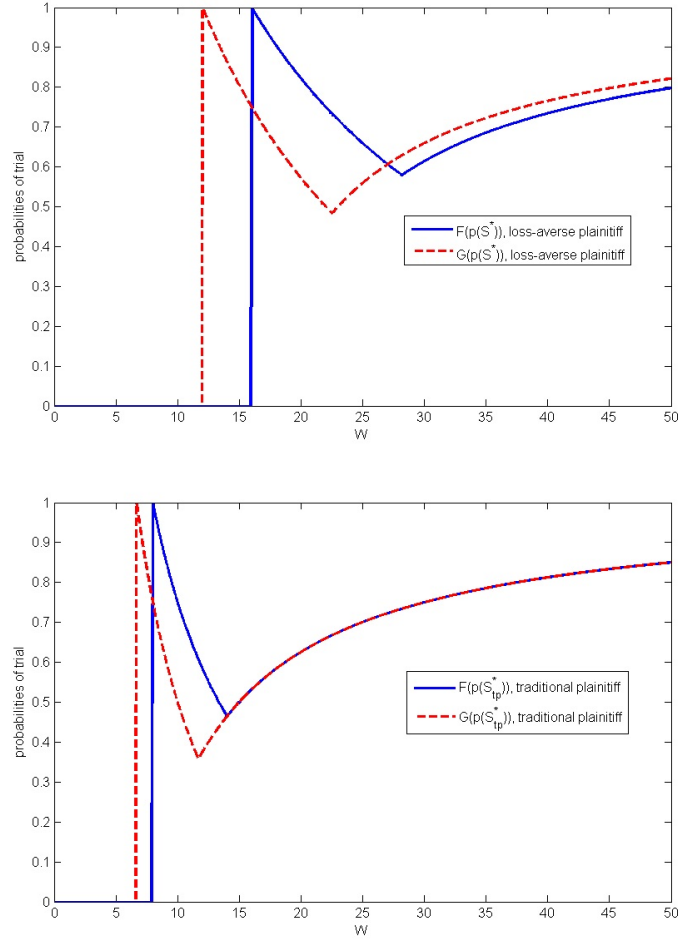 1
0.9
0.8
0.7
0.6
0.5
0.4
0.3
0.2
0.1
0
probabilities of trial
F(p(S*)), loss-averse plainitiff
G(p(S*)), loss-averse plainitiff
0 5 10 15 20 25 30 35 40 45 50
W
1
0.9
0.8
0.7
0.6
0.5
0.4
0.3
0.2
0.1
0
probabilities of trial
F(p(S*tp)), traditional plainitiff
G(p(S*tp)), traditional plainitiff
0 5 10 15 20 25 30 35 40 45 50
W